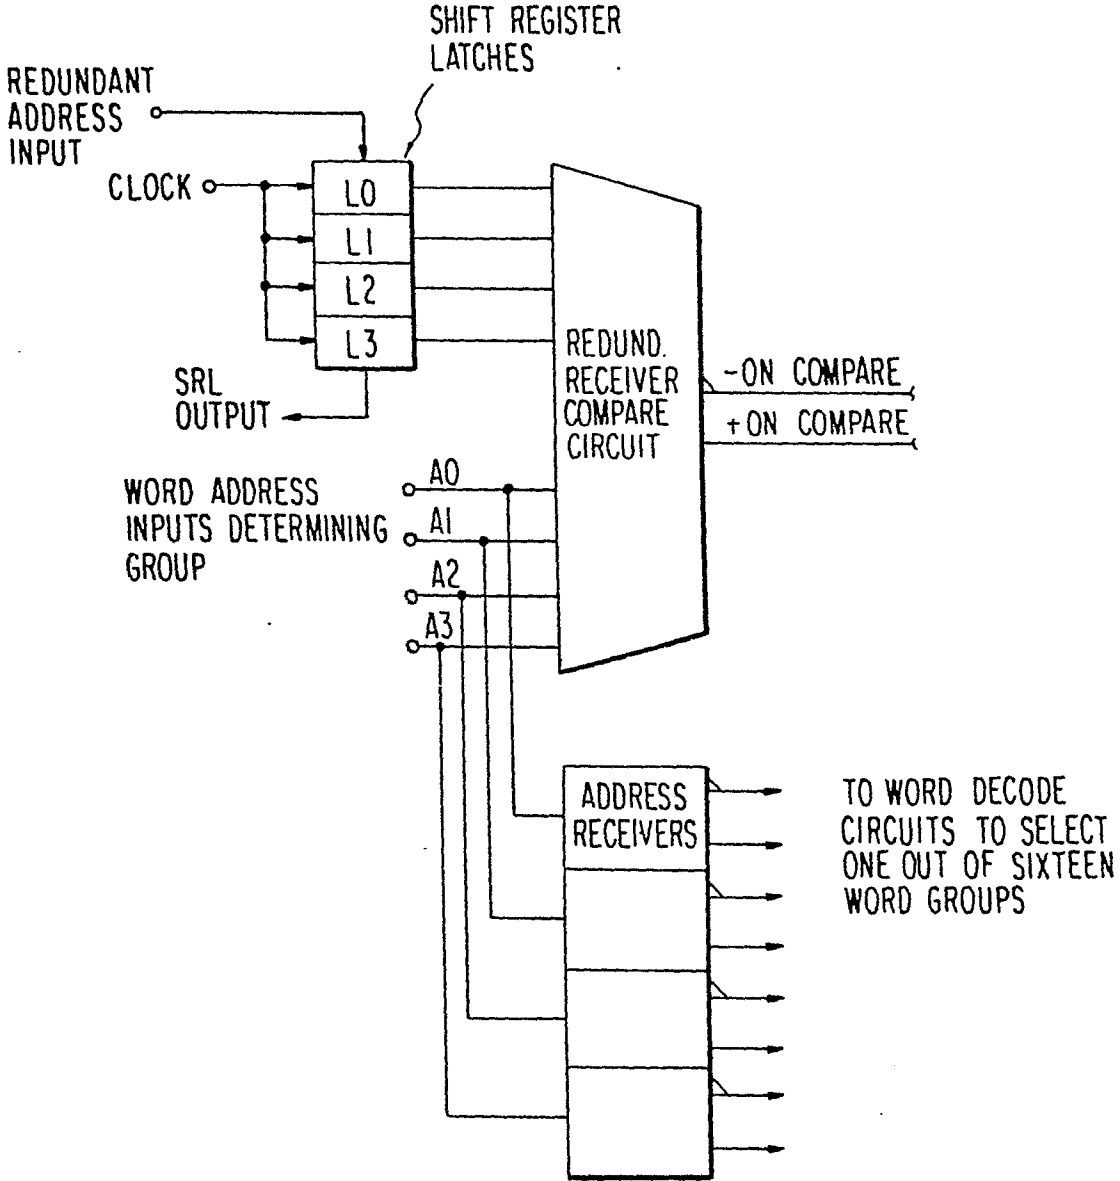 SHIFT REGISTER
LATCHES
REDUNDANT
ADDRESS
INPUT
CLOCK
L0
L1
L2
L3
SRL
OUTPUT
REDUND.
RECEIVER
COMPARE
CIRCUIT
-ON COMPARE
+ON COMPARE
WORD ADDRESS
INPUTS DETERMINING
GROUP
A0
A1
A2
A3
ADDRESS
RECEIVERS
TO WORD DECODE
CIRCUITS TO SELECT
ONE OUT OF SIXTEEN
WORD GROUPS